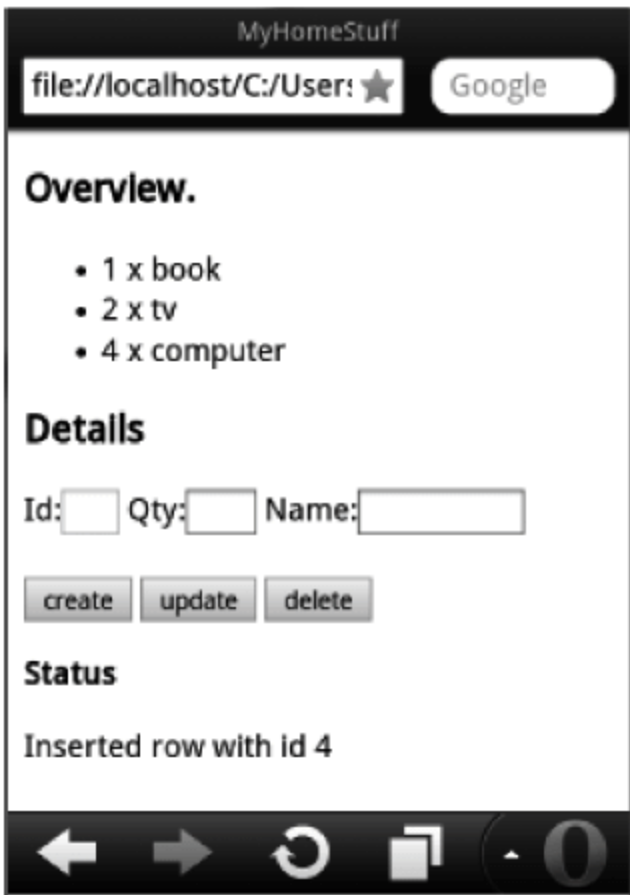 MyHomeStuff
file://localhost/C:/User
Google
Overview.
1 x book
2 x tv
4 x computer
Details
Id: Qty: Name:
create update delete
Status
Inserted row with id 4